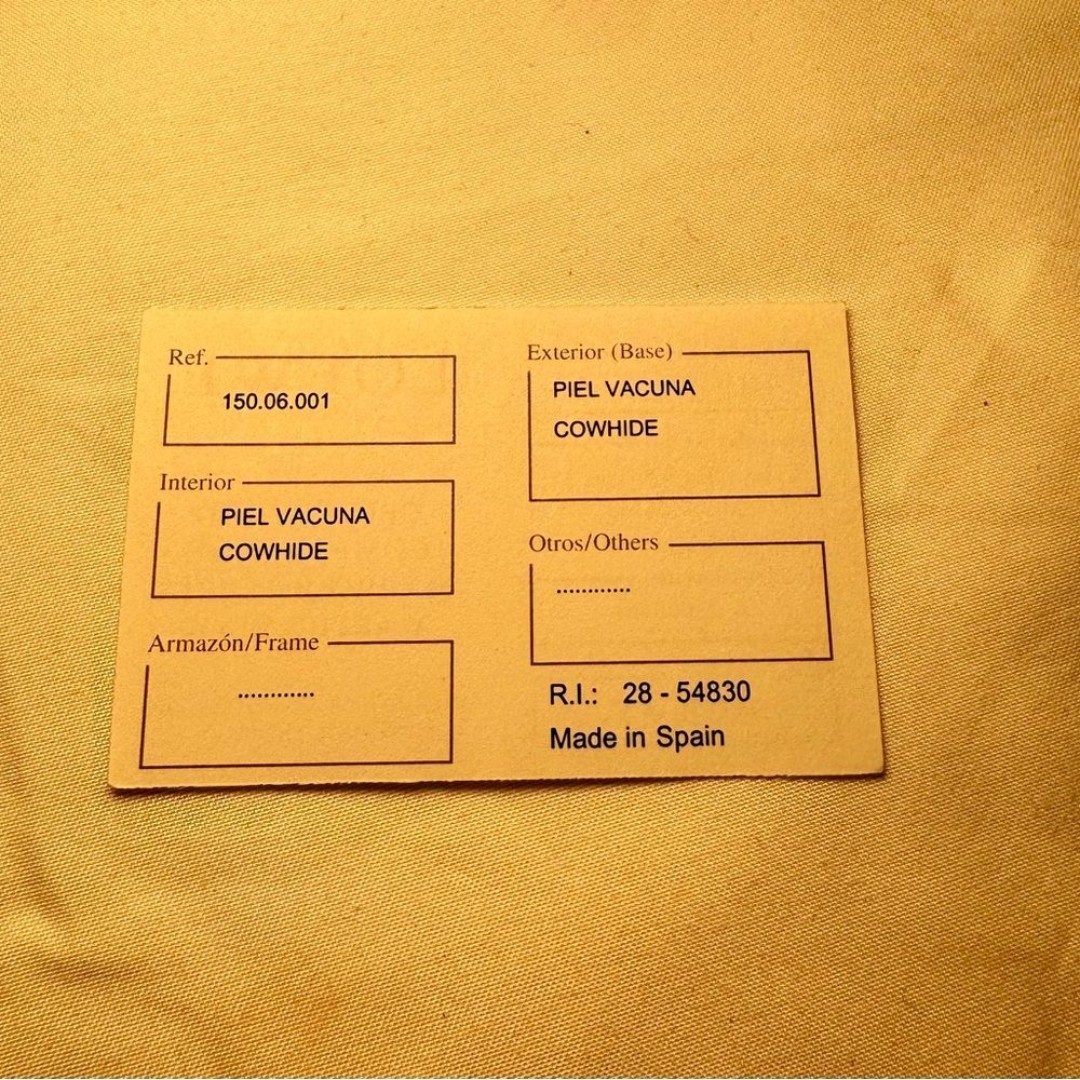 Ref.
150.06.001
Interior
PIEL VACUNA
COWHIDE
Armazón/Frame
............
Exterior (Base)
PIEL VACUNA
COWHIDE
Otros/Others
............
R.I.: 28 - 54830
Made in Spain